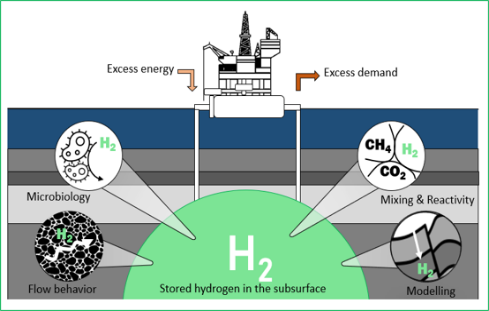 Excess energy
Excess demand
H2
Microbiology
CH4
H2
CO2
Mixing & Reactivity
H2
Flow behavior
H2
Stored hydrogen in the subsurface
H2
Modelling